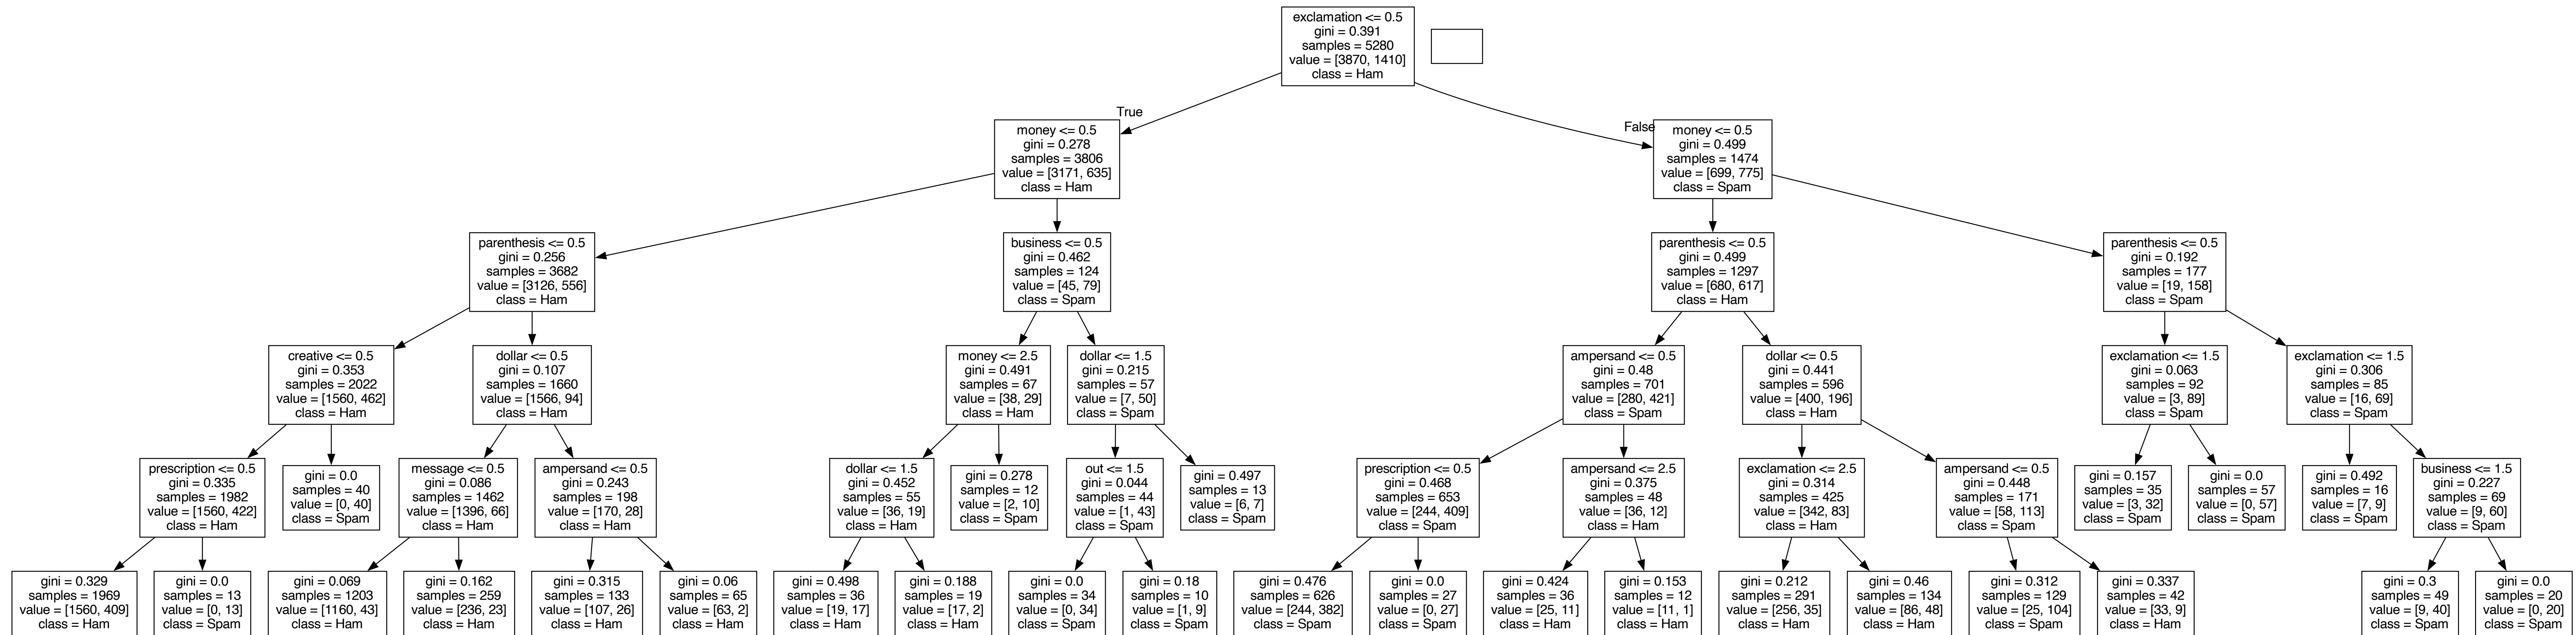 exclamation <= 0.5
gini = 0.391
samples = 5280
value = [3870, 1410]
class = Ham
True
False
money <= 0.5
gini = 0.278
samples = 3806
value = [3171, 635]
class = Ham
money <= 0.5
gini = 0.499
samples = 1474
value = [699, 775]
class = Spam
parenthesis <= 0.5
gini = 0.256
samples = 3682
value = [3126, 556]
class = Ham
business <= 0.5
gini = 0.462
samples = 124
value = [45, 79]
class = Spam
parenthesis <= 0.5
gini = 0.499
samples = 1297
value = [680, 617]
class = Ham
parenthesis <= 0.5
gini = 0.192
samples = 177
value = [19, 158]
class = Spam
creative <= 0.5
gini = 0.353
samples = 2022
value = [1560, 462]
class = Ham
dollar <= 0.5
gini = 0.107
samples = 1660
value = [1566, 94]
class = Ham
money <= 2.5
gini = 0.491
samples = 67
value = [38, 29]
class = Ham
dollar <= 1.5
gini = 0.215
samples = 57
value = [7, 50]
class = Spam
ampersand <= 0.5
gini = 0.48
samples = 701
value = [280, 421]
class = Spam
dollar <= 0.5
gini = 0.441
samples = 596
value = [400, 196]
class = Ham
exclamation <= 1.5
gini = 0.063
samples = 92
value = [3, 89]
class = Spam
exclamation <= 1.5
gini = 0.306
samples = 85
value = [16, 69]
class = Spam
prescription <= 0.5
gini = 0.335
samples = 1982
value = [1560, 422]
class = Ham
gini = 0.0
samples = 40
value = [0, 40]
class = Spam
message <= 0.5
gini = 0.086
samples = 1462
value = [1396, 66]
class = Ham
ampersand <= 0.5
gini = 0.243
samples = 198
value = [170, 28]
class = Ham
dollar <= 1.5
gini = 0.452
samples = 55
value = [36, 19]
class = Ham
gini = 0.278
samples = 12
value = [2, 10]
class = Spam
out <= 1.5
gini = 0.044
samples = 44
value = [1, 43]
class = Spam
gini = 0.497
samples = 13
value = [6, 7]
class = Spam
prescription <= 0.5
gini = 0.468
samples = 653
value = [244, 409]
class = Spam
ampersand <= 2.5
gini = 0.375
samples = 48
value = [36, 12]
class = Ham
exclamation <= 2.5
gini = 0.314
samples = 425
value = [342, 83]
class = Ham
ampersand <= 0.5
gini = 0.448
samples = 171
value = [58, 113]
class = Spam
gini = 0.157
samples = 35
value = [3, 32]
class = Spam
gini = 0.0
samples = 57
value = [0, 57]
class = Spam
gini = 0.492
samples = 16
value = [7, 9]
class = Spam
business <= 1.5
gini = 0.227
samples = 69
value = [9, 60]
class = Spam
gini = 0.329
samples = 1969
value = [1560, 409]
class = Ham
gini = 0.0
samples = 13
value = [0, 13]
class = Spam
gini = 0.069
samples = 1203
value = [1160, 43]
class = Ham
gini = 0.162
samples = 259
value = [236, 23]
class = Ham
gini = 0.315
samples = 133
value = [107, 26]
class = Ham
gini = 0.06
samples = 65
value = [63, 2]
class = Ham
gini = 0.498
samples = 36
value = [19, 17]
class = Ham
gini = 0.188
samples = 19
value = [17, 2]
class = Ham
gini = 0.0
samples = 34
value = [0, 34]
class = Spam
gini = 0.18
samples = 10
value = [1, 9]
class = Spam
gini = 0.476
samples = 626
value = [244, 382]
class = Spam
gini = 0.0
samples = 27
value = [0, 27]
class = Spam
gini = 0.424
samples = 36
value = [25, 11]
class = Ham
gini = 0.153
samples = 12
value = [11, 1]
class = Ham
gini = 0.212
samples = 291
value = [256, 35]
class = Ham
gini = 0.46
samples = 134
value = [86, 48]
class = Ham
gini = 0.312
samples = 129
value = [25, 104]
class = Spam
gini = 0.337
samples = 42
value = [33, 9]
class = Ham
gini = 0.3
samples = 49
value = [9, 40]
class = Spam
gini = 0.0
samples = 20
value = [0, 20]
class = Spam